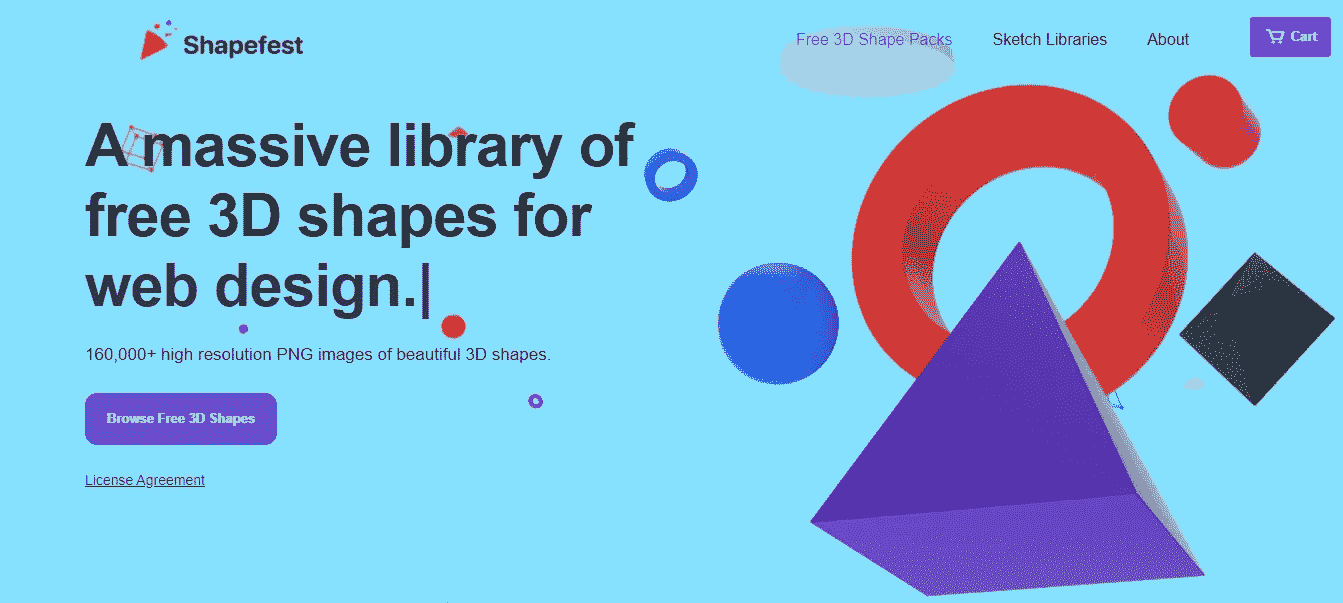 Shapefest
Free 3D Shape Packs
Sketch Libraries
About
Cart
A massive library of
free 3D shapes for
web design.|
160,000+ high resolution PNG images of beautiful 3D shapes.
Browse Free 3D Shapes
License Agreement